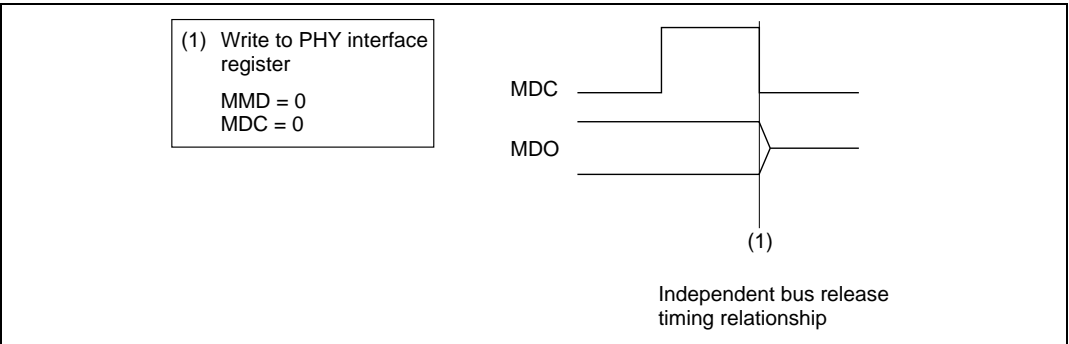 (1) Write to PHY interface
register
MMD = 0
MDC = 0
MDC
MDO
(1)
Independent bus release
timing relationship